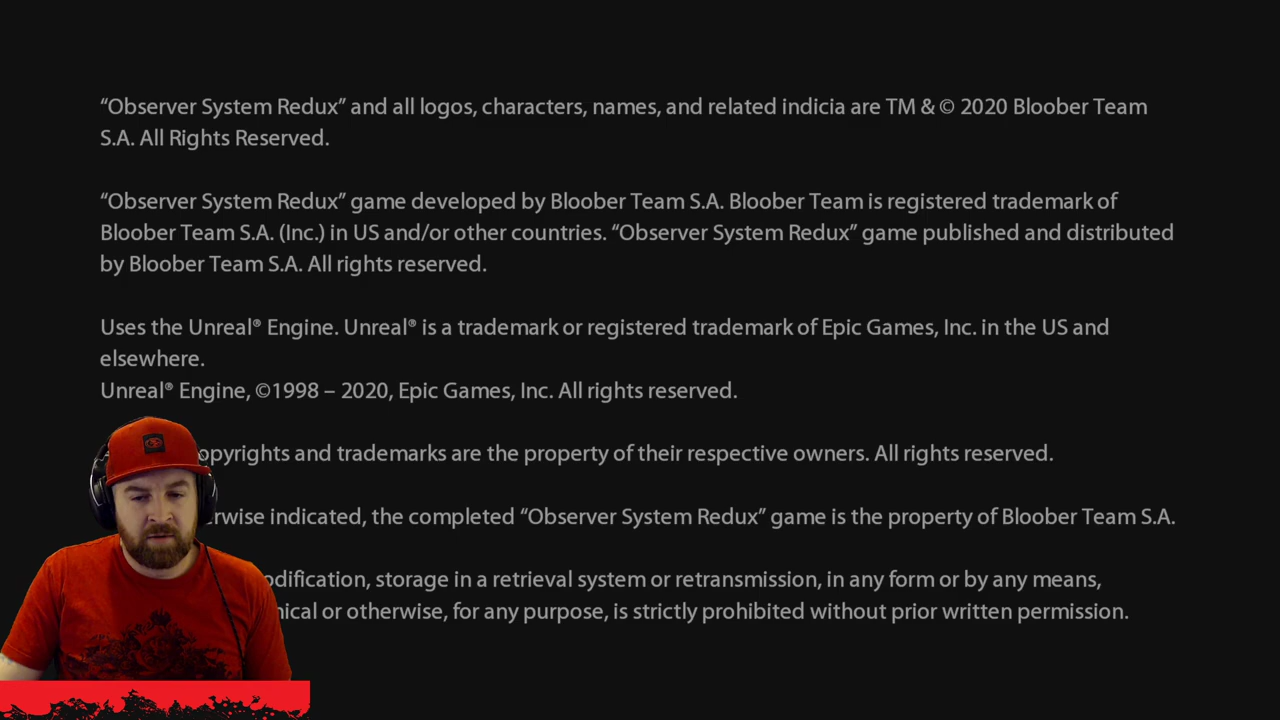 “Observer System Redux” and all logos, characters, names, and related indicia are TM & © 2020 Bloober Team
S.A. All Rights Reserved.
“Observer System Redux” game developed by Bloober Team S.A. Bloober Team is registered trademark of
Bloober Team S.A. (Inc.) in US and/or other countries. “Observer System Redux” game published and distributed
by Bloober Team S.A. All rights reserved.
Uses the Unreal® Engine. Unreal® is a trademark or registered trademark of Epic Games, Inc. in the US and
elsewhere.
Unreal® Engine, ©1998 – 2020, Epic Games, Inc. All rights reserved.
opyrights and trademarks are the property of their respective owners. All rights reserved.
rwise indicated, the completed “Observer System Redux” game is the property of Bloober Team S.A.
odification, storage in a retrieval system or retransmission, in any form or by any means,
nical or otherwise, for any purpose, is strictly prohibited without prior written permission.